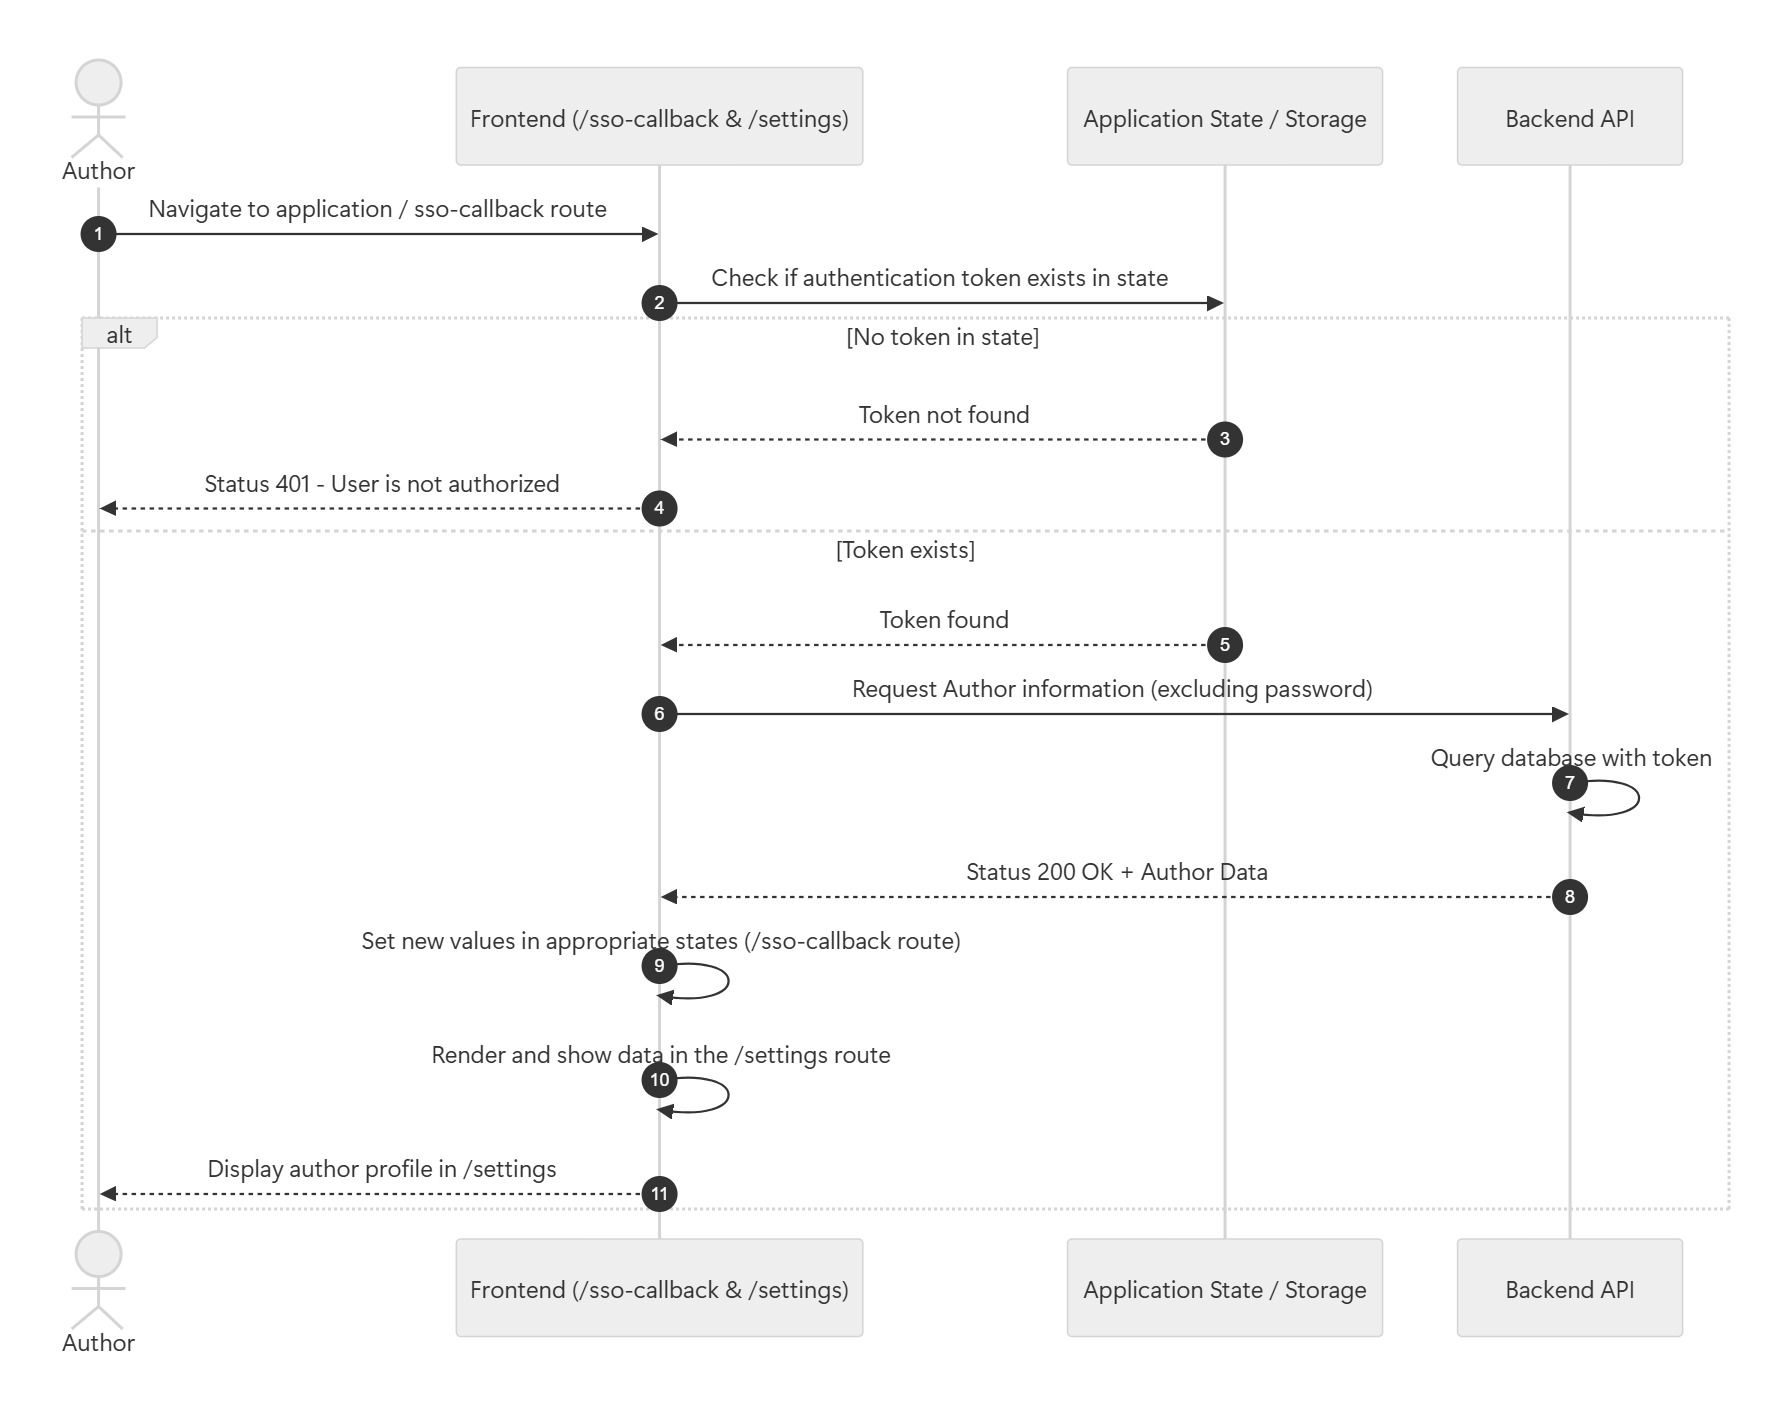 Author
Frontend (/sso-callback & /settings)
Application State / Storage
Backend API
Navigate to application / sso-callback route
1
Check if authentication token exists in state
2
alt
[No token in state]
Token not found
3
Status 401 - User is not authorized
4
[Token exists]
Token found
5
Request Author information (excluding password)
6
Query database with token
7
Status 200 OK + Author Data
8
Set new values in appropriate states (/sso-callback route)
9
Render and show data in the /settings route
10
Display author profile in /settings
11
Author
Frontend (/sso-callback & /settings)
Application State / Storage
Backend API